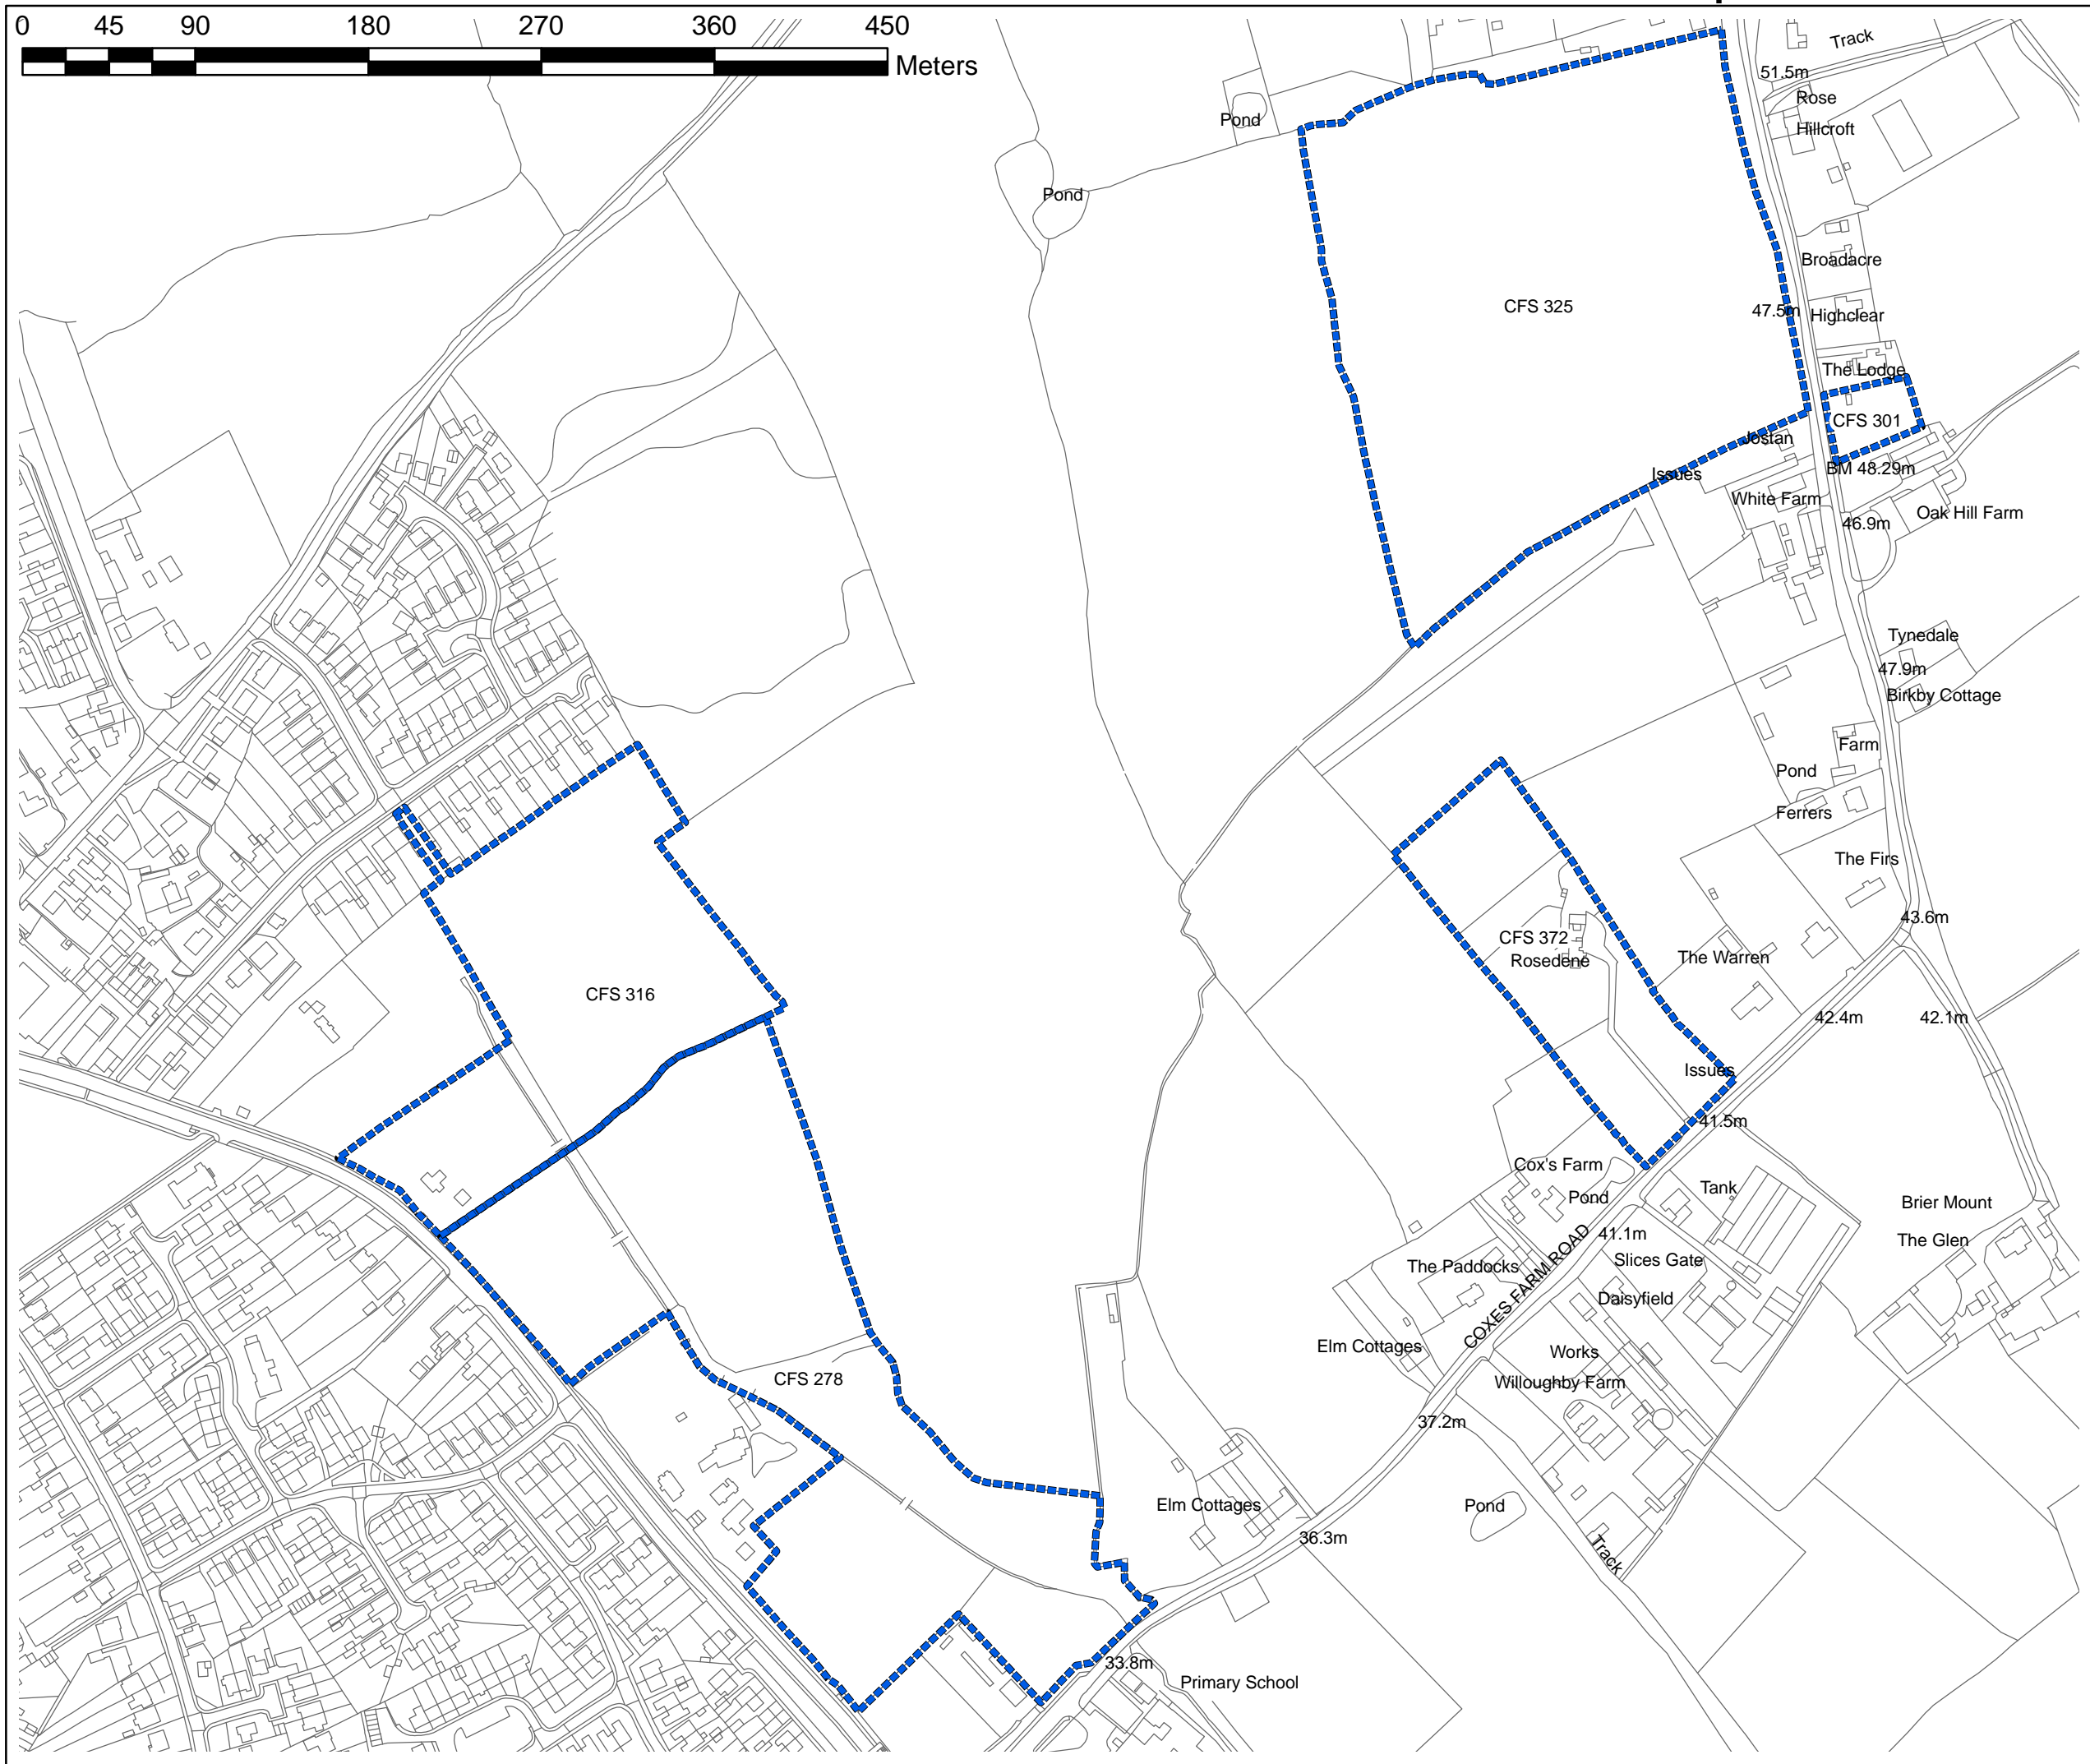 0 45 90 180 270 360 450
Meters
Track
51.5m
Rose
Hillcroft
Pond
Pond
Broadacre
CFS 325
47.5m
Highclear
The Lodge
CFS 301
Jostan
BM 48.29m
Issues
White Farm
Oak Hill Farm
46.9m
Tynedale
47.9m
Birkby Cottage
Farm
Pond
Ferrers
The Firs
43.6m
CFS 372
Rosedene
The Warren
CFS 316
42.4m
42.1m
Issues
41.5m
Cox's Farm
Pond
Tank
Brier Mount
41.1m
The Glen
The Paddocks
Slices Gate
COXES FARM ROAD
Daisyfield
Elm Cottages
Works
CFS 278
Willoughby Farm
37.2m
Elm Cottages
Pond
36.3m
Track
33.8m
Primary School